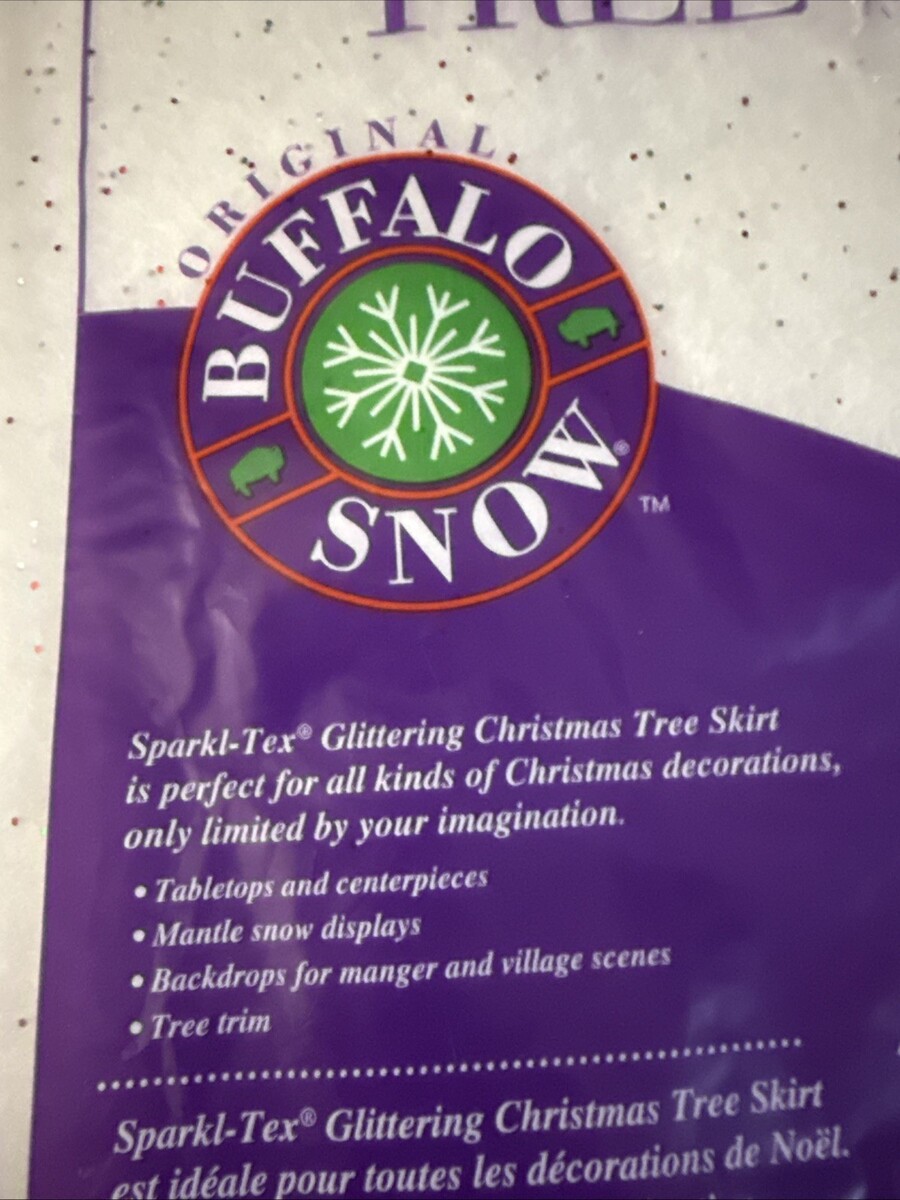 TREE
ORIGINAL
BUFFALO
SNOW®
TM
Sparkl-Tex® Glittering Christmas Tree Skirt
is perfect for all kinds of Christmas decorations,
only limited by your imagination.
• Tabletops and centerpieces
• Mantle snow displays
• Backdrops for manger and village scenes
• Tree trim
Sparkl-Tex® Glittering Christmas Tree Skirt
est idéale pour toutes les décorations de Noël.